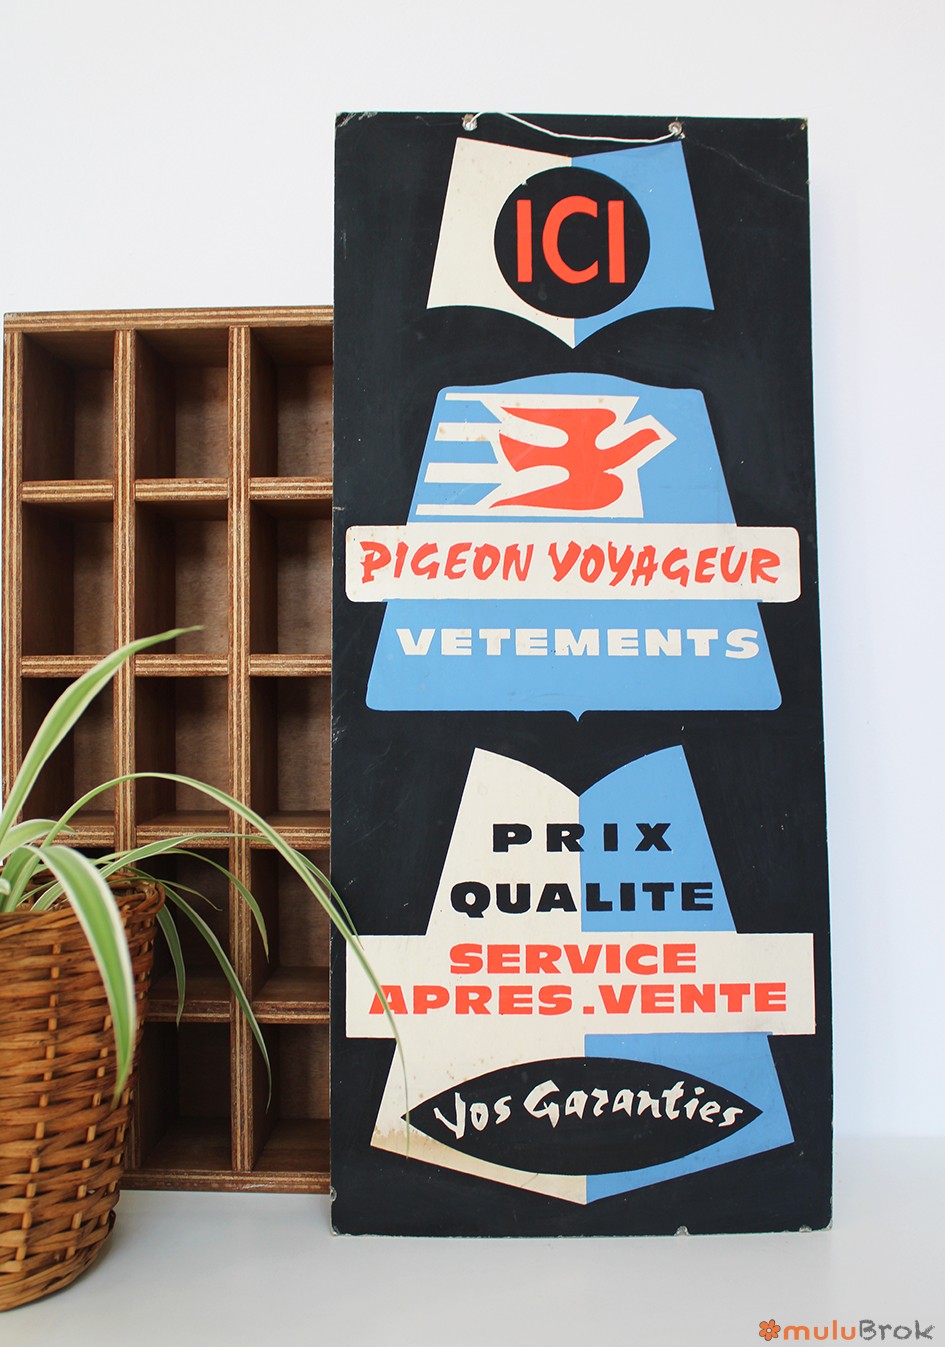 ICI
PIGEON VOYAGEUR
VETEMENTS
PRIX
QUALITE
SERVICE
APRES.VENTE
Vos Garanties
muluBrok